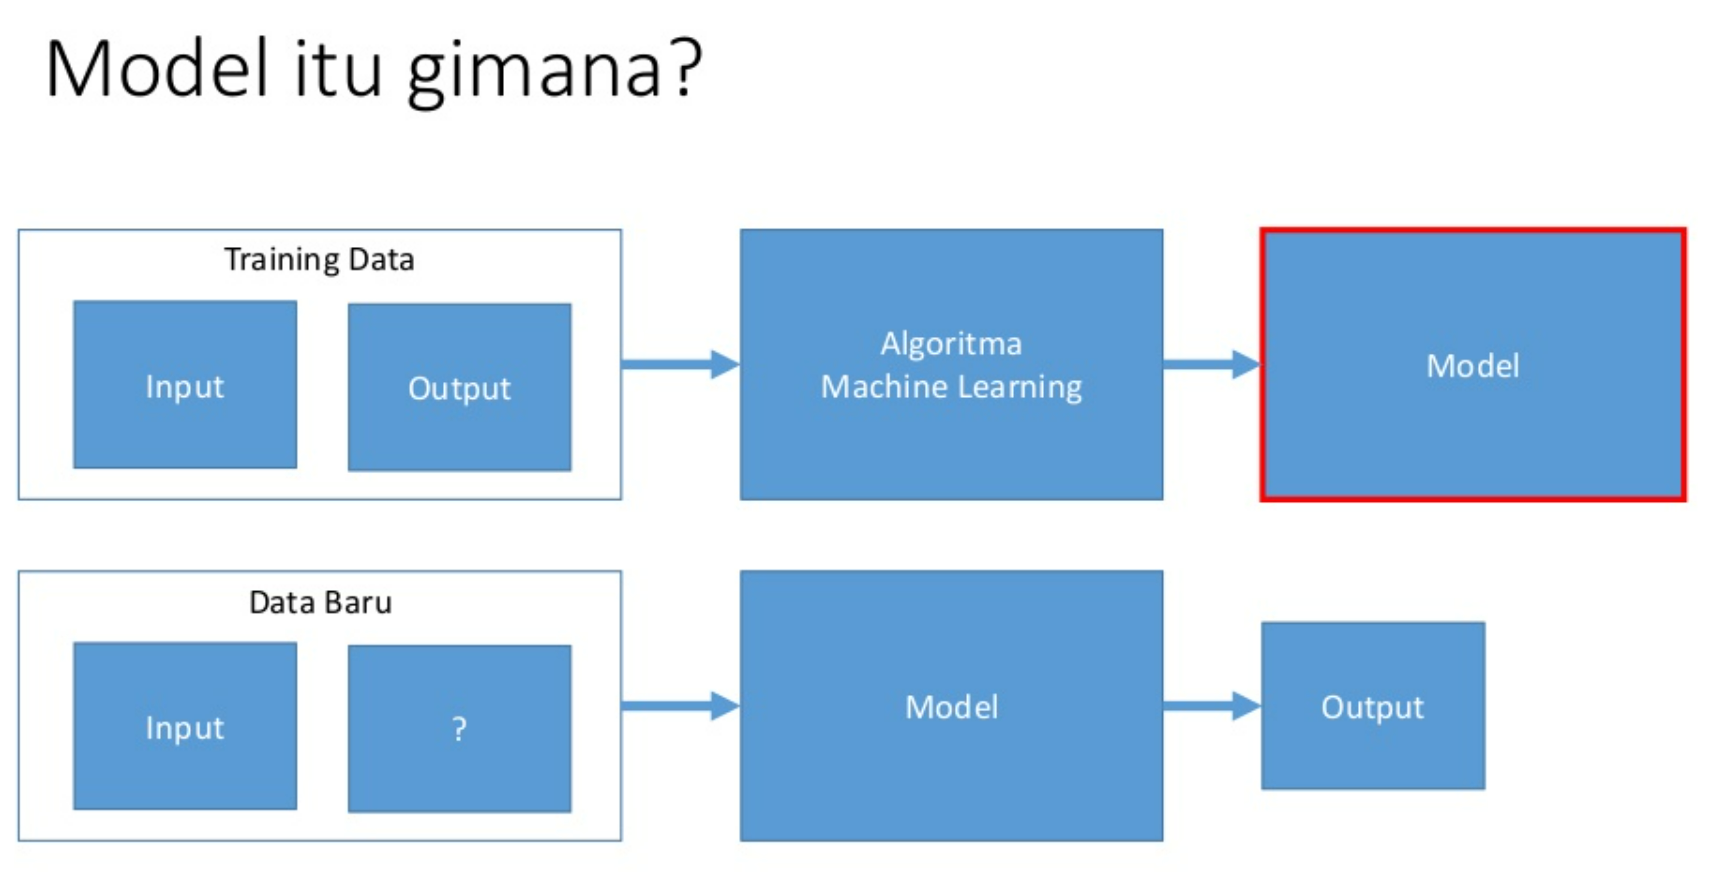 Model itu gimana?
Training Data
Input
Output
Algoritma
Machine Learning
Model
Data Baru
Input
?
Model
Output